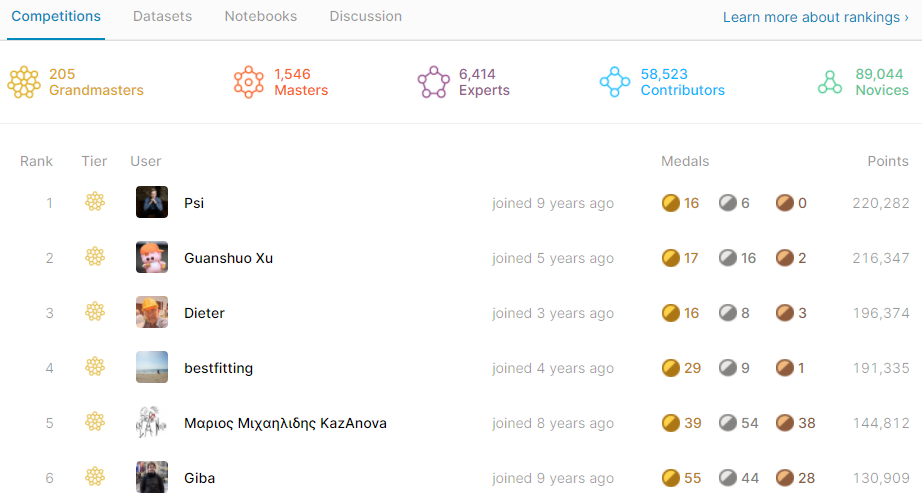 Competitions Datasets Notebooks Discussion Learn more about rankings ›
205 1,546 6,414 58,523 89,044
Grandmasters Masters Experts Contributors Novices
Rank Tier User Medals Points
1 Psi joined 9 years ago 16 6 0 220,282
2 Guanshuo Xu joined 5 years ago 17 16 2 216,347
3 Dieter joined 3 years ago 16 8 3 196,374
4 bestfitting joined 4 years ago 29 9 1 191,335
5 Μαριος Μιχαηλιδης KazAnova joined 8 years ago 39 54 38 144,812
6 Giba joined 9 years ago 55 44 28 130,909